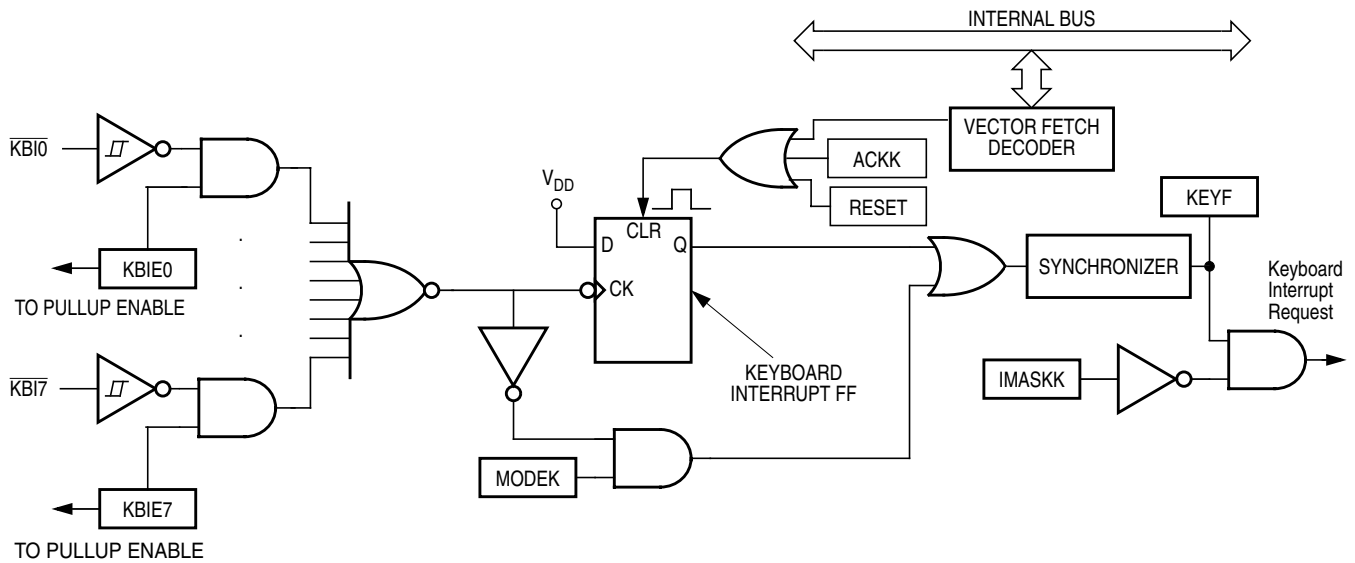 INTERNAL BUS
VECTOR FETCH
DECODER
ACKK
RESET
KBI0
KBIE0
TO PULLUP ENABLE
KBI7
KBIE7
TO PULLUP ENABLE
VDD
CLR
D
Q
CK
KEYBOARD
INTERRUPT FF
MODEK
SYNCHRONIZER
KEYF
IMASKK
Keyboard
Interrupt
Request